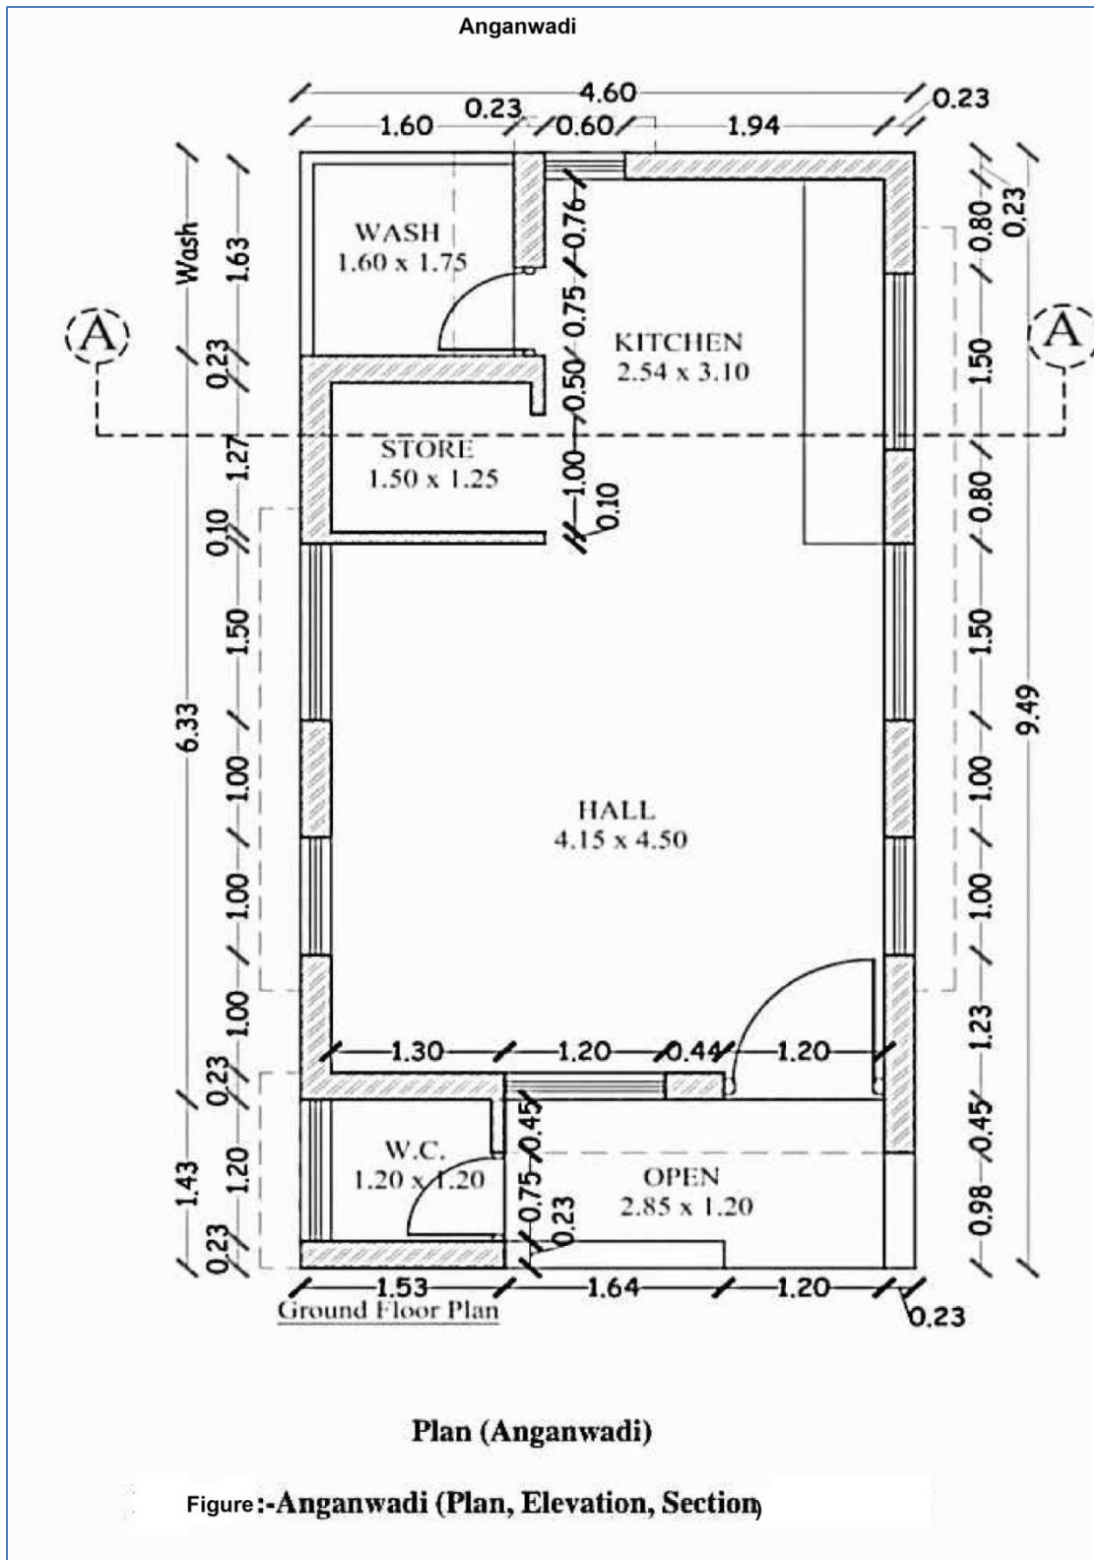 Anganwadi
4.60
0.23
0.23
1.60
0.60
1.94
Wash
1.63
0.76
0.80
0.23
WASH
1.60 x 1.75
0.75
A
A
KITCHEN
2.54 x 3.10
1.50
0.23
0.50
STORE
1.50 x 1.25
1.27
1.00
0.10
0.80
0.10
1.50
1.50
6.33
9.49
1.00
1.00
HALL
4.15 x 4.50
1.00
1.00
1.00
1.23
1.30
1.20
0.44
1.20
0.23
0.45
0.45
W.C.
1.20 x 1.20
1.43
1.20
0.75
0.23
OPEN
2.85 x 1.20
0.98
0.23
1.53
1.64
1.20
0.23
Ground Floor Plan
Plan (Anganwadi)
Figure:-Anganwadi (Plan, Elevation, Section)